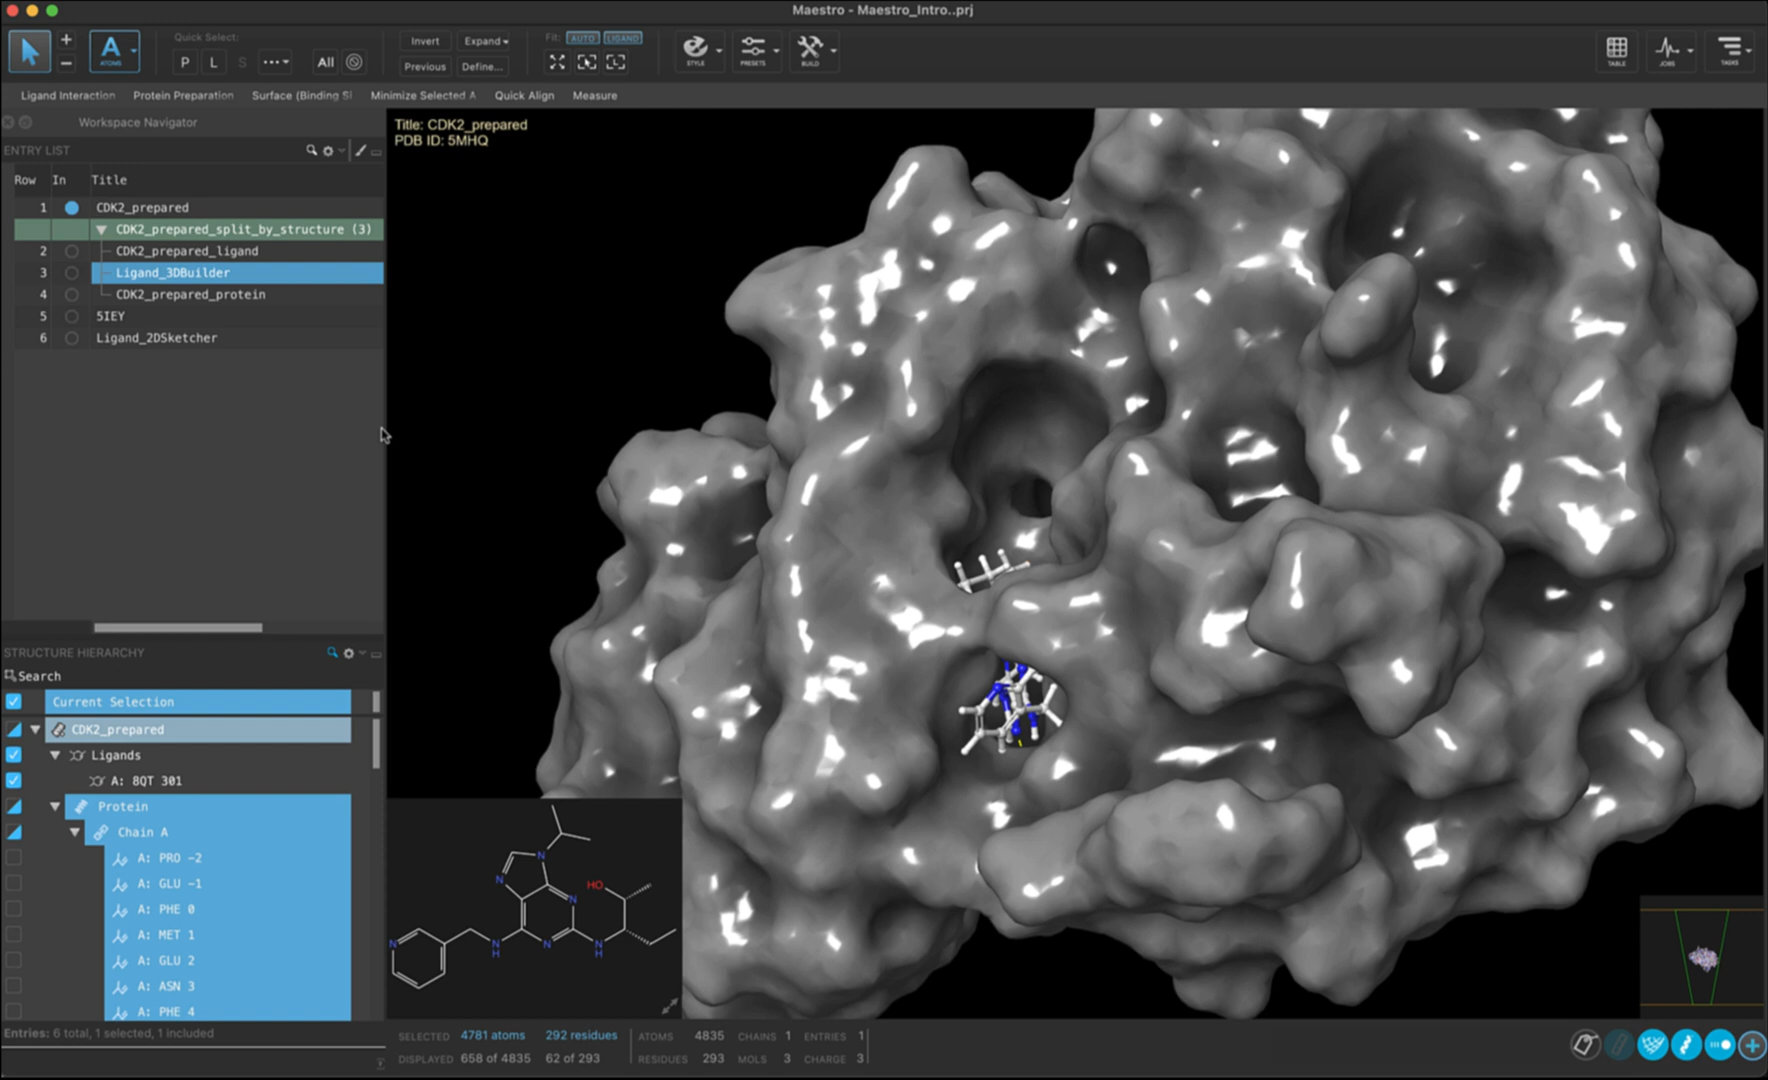 Maestro - Maestro_Intro..prj
+
−
A
ATOMS
Quick Select:
P L S All
Invert
Previous
Expand
Define...
Fit: AUTO LIGAND
L
STYLE
PRESETS
BUILD
TABLE
JOBS
TASKS
Ligand Interaction Protein Preparation Surface (Binding Si Minimize Selected A Quick Align Measure
Workspace Navigator
ENTRY LIST
Row In Title
1 CDK2_prepared
CDK2_prepared_split_by_structure (3)
2 CDK2_prepared_ligand
3 Ligand_3DBuilder
4 CDK2_prepared_protein
5 5IEY
6 Ligand_2DSketcher
STRUCTURE HIERARCHY
Search
Current Selection
CDK2_prepared
Ligands
A: 8QT 301
Protein
Chain A
A: PRO -2
A: GLU -1
A: PHE 0
A: MET 1
A: GLU 2
A: ASN 3
A: PHE 4
Entries: 6 total, 1 selected, 1 included
Title: CDK2_prepared
PDB ID: 5MHQ
N
N
HO
N
N
N
H
N
N
H
SELECTED 4781 atoms 292 residues ATOMS 4835 CHAINS 1 ENTRIES 1
DISPLAYED 658 of 4835 62 of 293 RESIDUES 293 MOLS 3 CHARGE 3
+